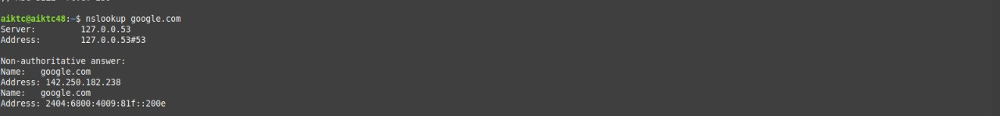 aiktc@aiktc48:~$ nslookup google.com
Server:         127.0.0.53
Address:        127.0.0.53#53

Non-authoritative answer:
Name:   google.com
Address: 142.250.182.238
Name:   google.com
Address: 2404:6800:4009:81f::200e